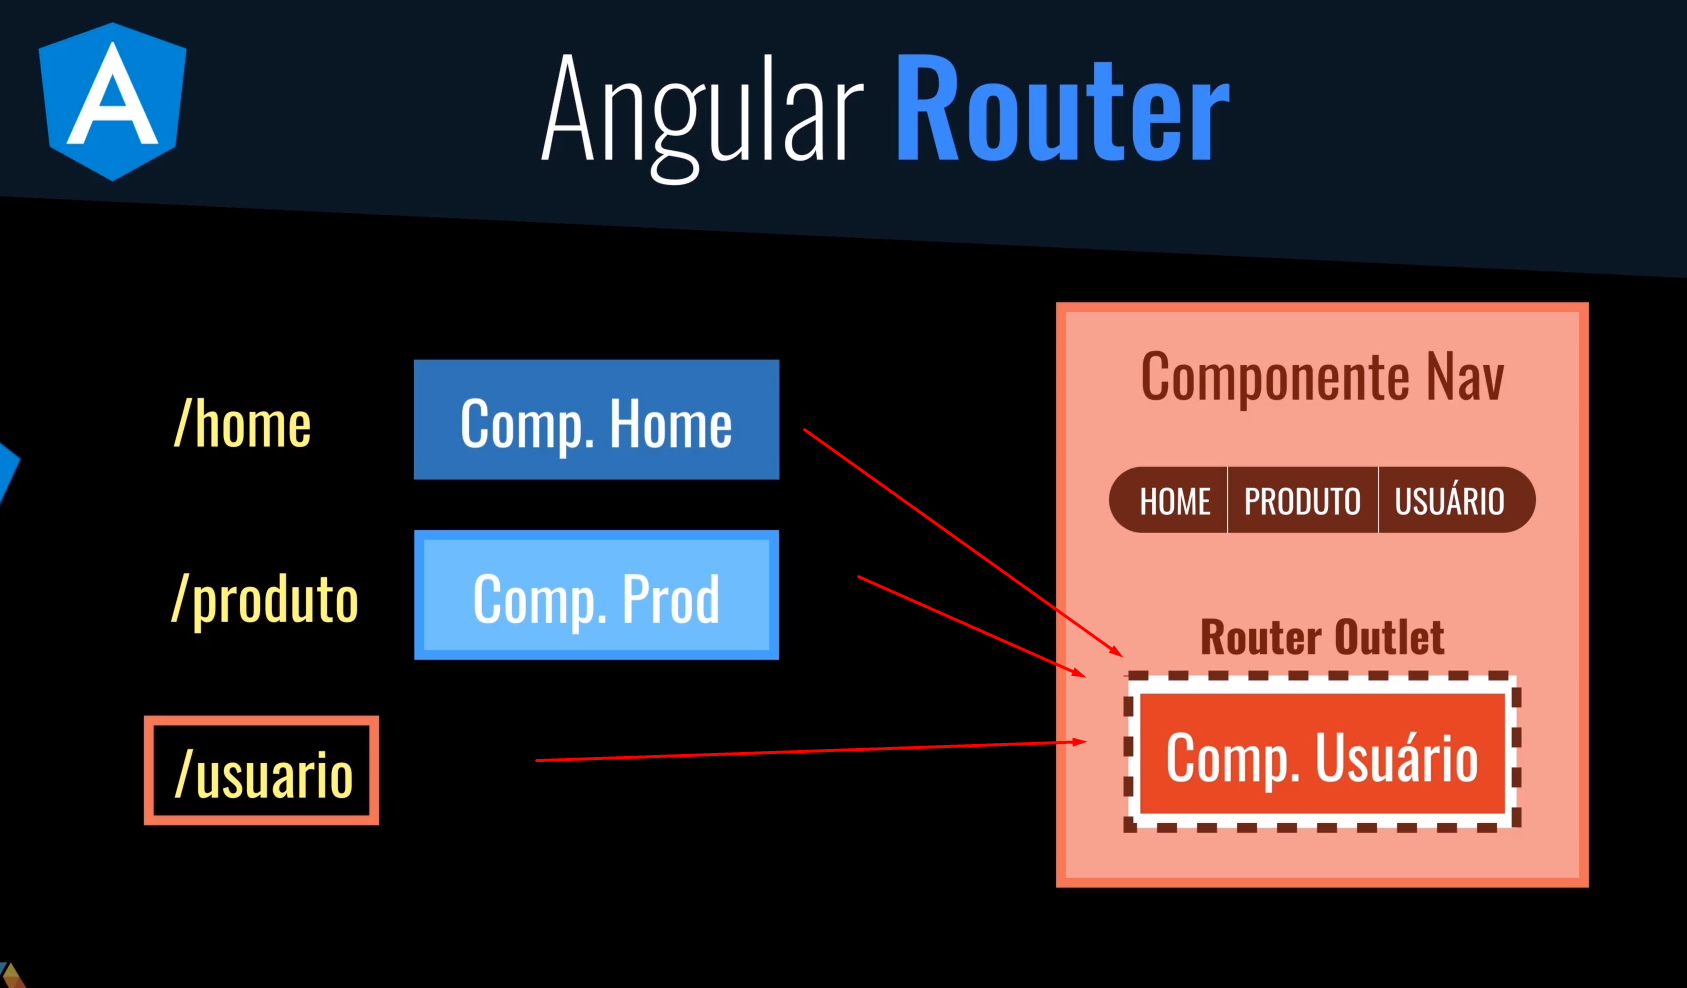 Angular Router
/home
Comp. Home
/produto
Comp. Prod
/usuario
Componente Nav
HOME PRODUTO USUÁRIO
Router Outlet
Comp. Usuário